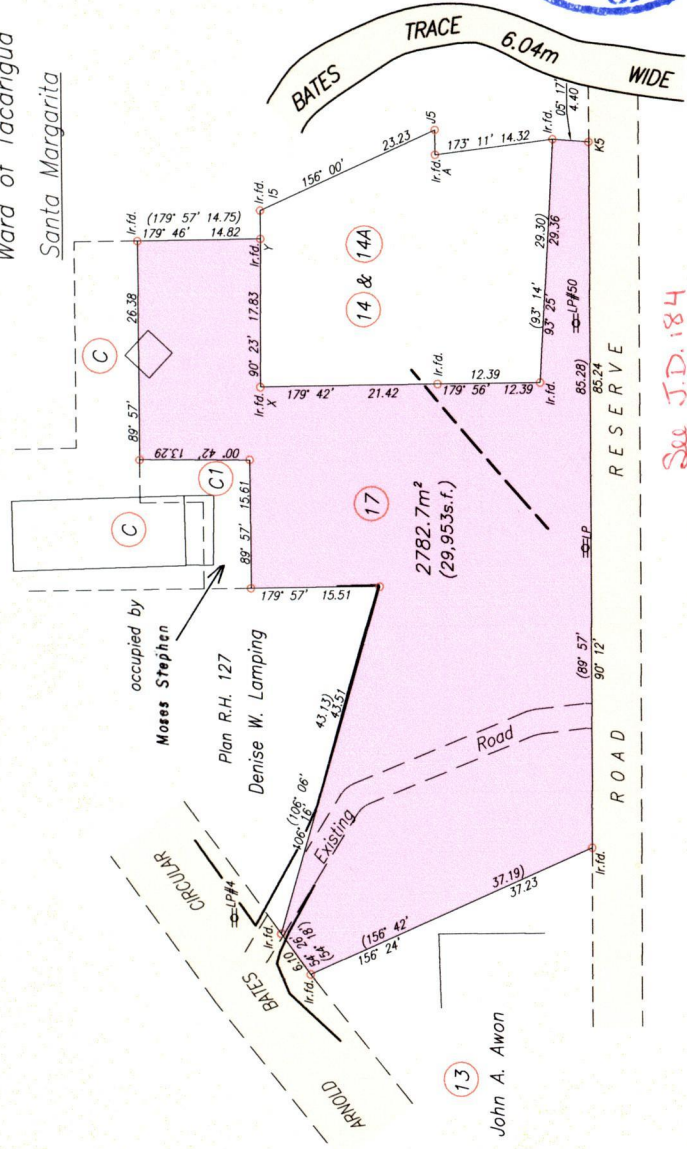 Ward of Tacarigua
Santa Margarita
BATES TRACE 6.04m WIDE
Ir.fd. (179° 57' 14.75)
179° 46' 14.82
26.38
89° 57'
C
C
C1
00° 42' 13.29
15.61
89° 57'
179° 57' 15.51
occupied by
Moses Stephen
Plan R.H. 127
Denise W. Lamping
Ir.fd. I5
Y
Ir.fd.
17.83
90° 23'
Ir.fd.
X
156° 00' 23.23
J5
Ir.fd.
A
173° 11' 14.32
Ir.fd.
05° 17'
4.40
K5
14 & 14A
179° 42' 21.42
Ir.fd.
12.39
179° 56' 12.39
Ir.fd.
(93° 14' 29.30)
93° 25' 29.36
LP#50
17
2782.7m²
(29,953s.f.)
LP
85.28)
85.24
(89° 57'
90° 12'
ROAD RESERVE
See J.D. 184
43.13)
43.51
(106° 06'
106° 16'
Existing Road
CIRCULAR
LP#4
BATES
ARNOLD
Ir.fd.
(54° 18')
54° 26'
6.10
Ir.fd.
(156° 42' 37.19)
156° 24' 37.23
Ir.fd.
13
John A. Awon